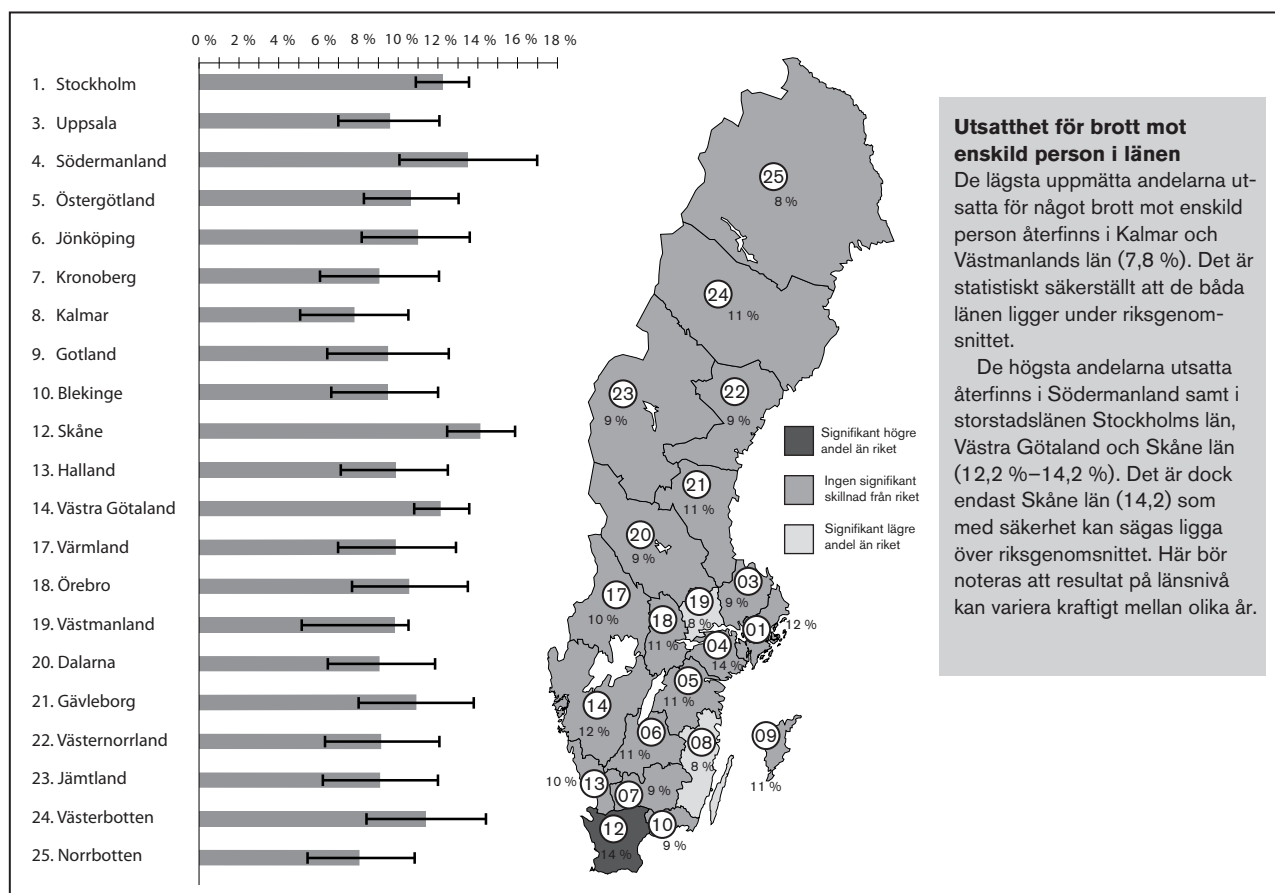 0 % 2 % 4 % 6 % 8 % 10 % 12 % 14 % 16 % 18 %
1. Stockholm
3. Uppsala
4. Södermanland
5. Östergötland
6. Jönköping
7. Kronoberg
8. Kalmar
9. Gotland
10. Blekinge
12. Skåne
13. Halland
14. Västra Götaland
17. Värmland
18. Örebro
19. Västmanland
20. Dalarna
21. Gävleborg
22. Västernorrland
23. Jämtland
24. Västerbotten
25. Norrbotten
25
8 %
24
11 %
23
9 %
22
9 %
21
11 %
20
9 %
03
9 %
17
10 %
19
8 %
18
11 %
01
12 %
04
14 %
05
11 %
14
12 %
06
11 %
08
8 %
09
11 %
10 %
13
07
9 %
12
14 %
10
9 %
Signifikant högre
andel än riket
Ingen signifikant
skillnad från riket
Signifikant lägre
andel än riket
Utsatthet för brott mot
enskild person i länen
De lägsta uppmätta andelarna ut-
satta för något brott mot enskild
person återfinns i Kalmar och
Västmanlands län (7,8 %). Det är
statistiskt säkerställt att de båda
länen ligger under riksgenom-
snittet.
De högsta andelarna utsatta
återfinns i Södermanland samt i
storstadslänen Stockholms län,
Västra Götaland och Skåne län
(12,2 %–14,2 %). Det är dock
endast Skåne län (14,2) som
med säkerhet kan sägas ligga
över riksgenomsnittet. Här bör
noteras att resultat på länsnivå
kan variera kraftigt mellan olika år.